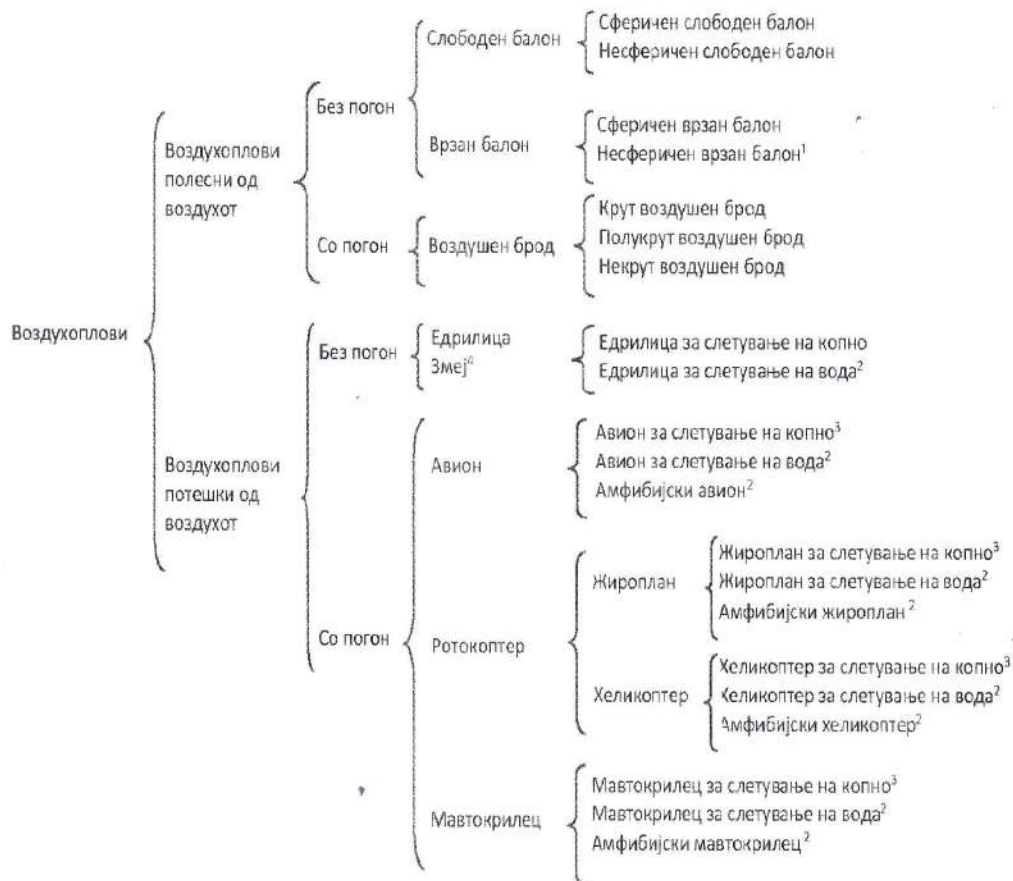 Воздухоплови
Воздухоплови
полесни од
воздухот
Без погон
Слободен балон
Сферичен слободен балон
Несферичен слободен балон
Врзан балон
Сферичен врзан балон
Несферичен врзан балон¹
Со погон
Воздушен брод
Крут воздушен брод
Полукрут воздушен брод
Некрут воздушен брод
Воздухоплови
потешки од
воздухот
Без погон
Едрилица
Змеј⁴
Едрилица за слетување на копно
Едрилица за слетување на вода²
Со погон
Авион
Авион за слетување на копно³
Авион за слетување на вода²
Амфибијски авион²
Ротокоптер
Жироплан
Жироплан за слетување на копно³
Жироплан за слетување на вода²
Амфибијски жироплан²
Хеликоптер
Хеликоптер за слетување на копно³
Хеликоптер за слетување на вода²
Амфибијски хеликоптер²
Мавтокрилец
Мавтокрилец за слетување на копно³
Мавтокрилец за слетување на вода²
Амфибијски мавтокрилец²